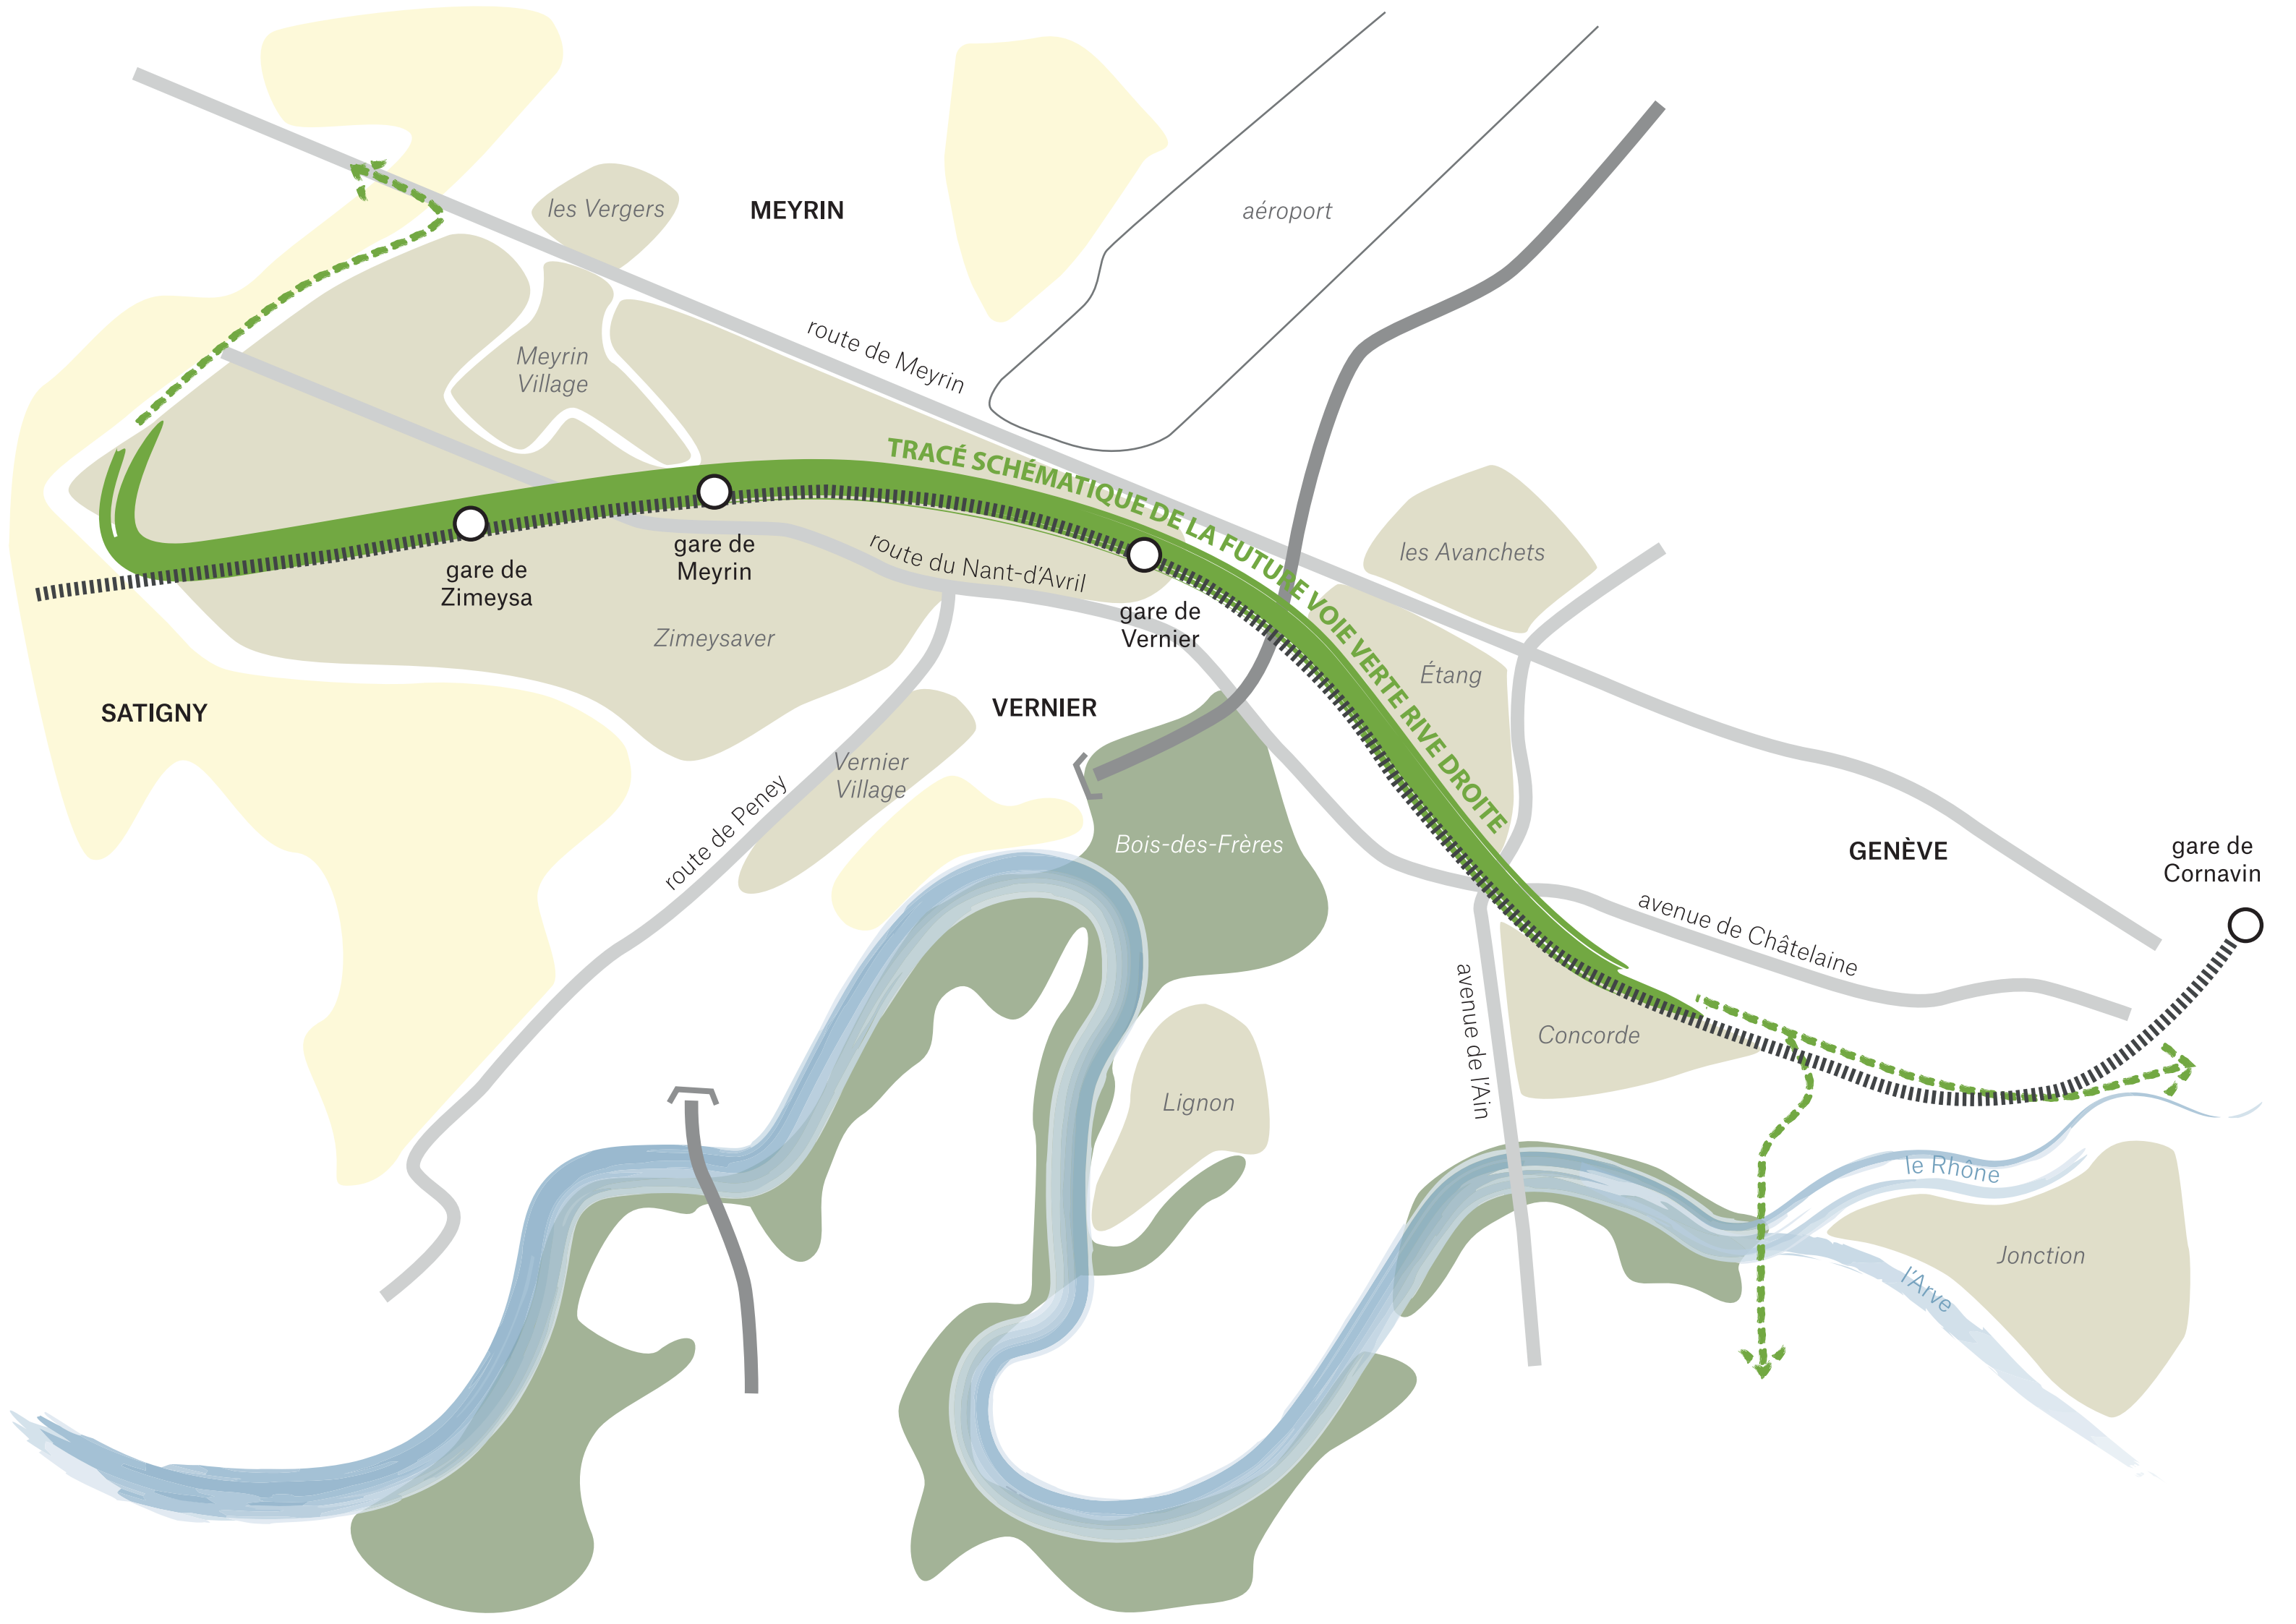 les Vergers
MEYRIN
aéroport
Meyrin
Village
route de Meyrin
TRACÉ SCHÉMATIQUE DE LA FUTURE VOIE VERTE RIVE DROITE
les Avanchets
gare de
Zimeysa
gare de
Meyrin
route du Nant-d'Avril
gare de
Vernier
Zimeysaver
Étang
SATIGNY
VERNIER
Vernier
Village
route de Peney
Bois-des-Frères
GENÈVE
gare de
Cornavin
avenue de Châtelaine
avenue de l'Ain
Concorde
Lignon
le Rhône
l'Arve
Jonction